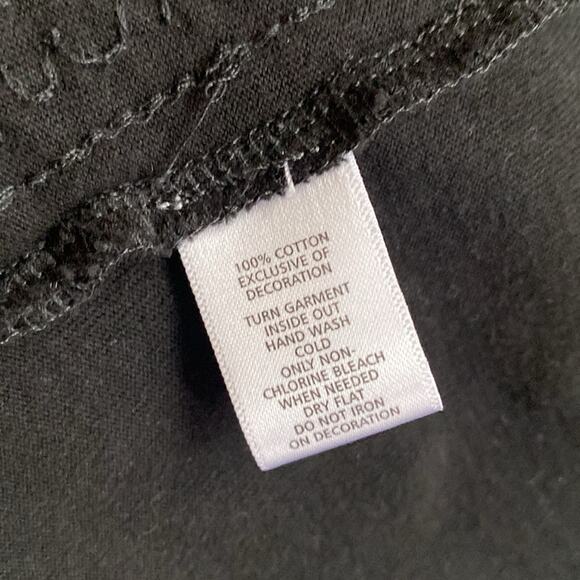 100% COTTON
EXCLUSIVE OF
DECORATION
TURN GARMENT
INSIDE OUT
HAND WASH
COLD
ONLY NON-
CHLORINE BLEACH
WHEN NEEDED
DRY FLAT
DO NOT IRON
ON DECORATION